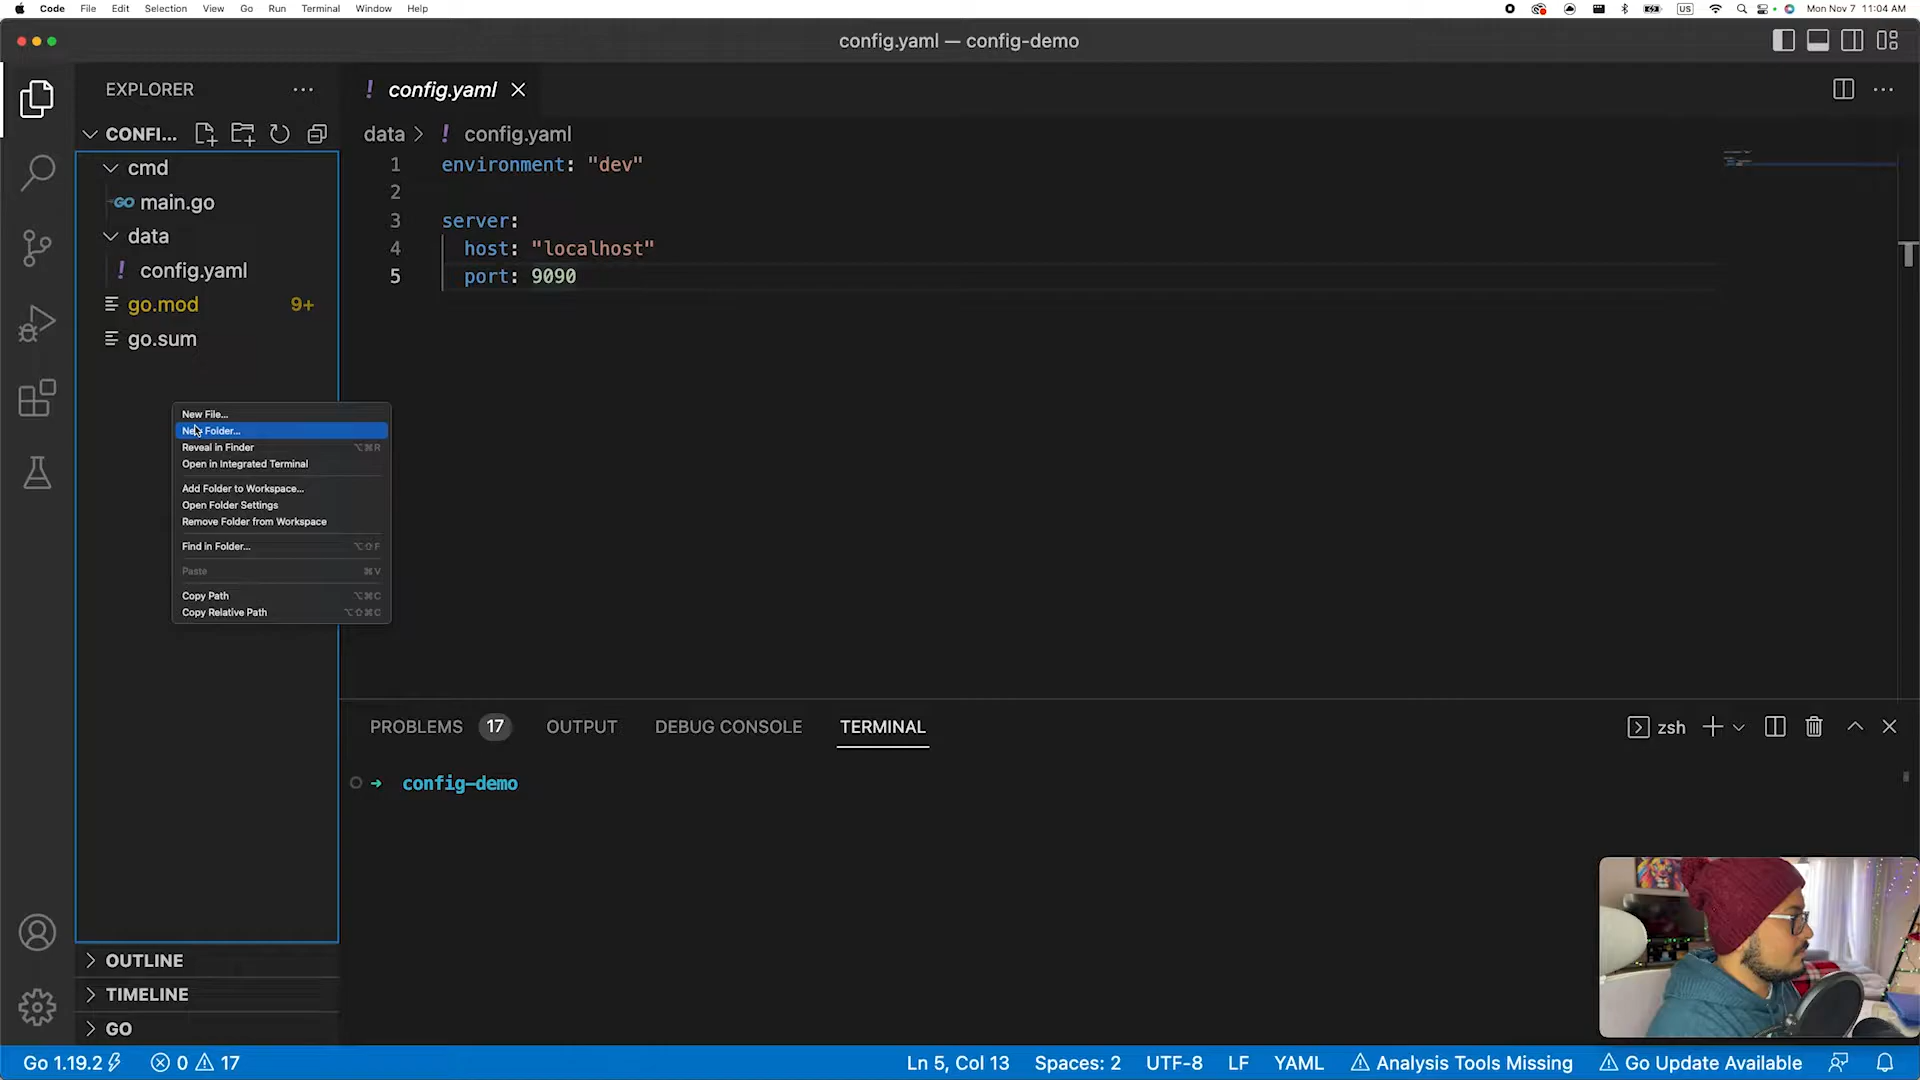 Code File Edit Selection View Go Run Terminal Window Help
US Mon Nov 7 11:04 AM
config.yaml — config-demo
EXPLORER
CONFI...
cmd
GO main.go
data
! config.yaml
go.mod 9+
go.sum
! config.yaml
data > ! config.yaml
1 environment: "dev"
2
3 server:
4 host: "localhost"
5 port: 9090
New File...
New Folder...
Reveal in Finder ⌥⌘R
Open in Integrated Terminal
Add Folder to Workspace...
Open Folder Settings
Remove Folder from Workspace
Find in Folder... ⌥⇧F
Paste ⌘V
Copy Path ⌥⌘C
Copy Relative Path ⌥⇧⌘C
PROBLEMS 17 OUTPUT DEBUG CONSOLE TERMINAL
zsh
→ config-demo
OUTLINE
TIMELINE
GO
Go 1.19.2 0 17
Ln 5, Col 13 Spaces: 2 UTF-8 LF YAML Analysis Tools Missing Go Update Available